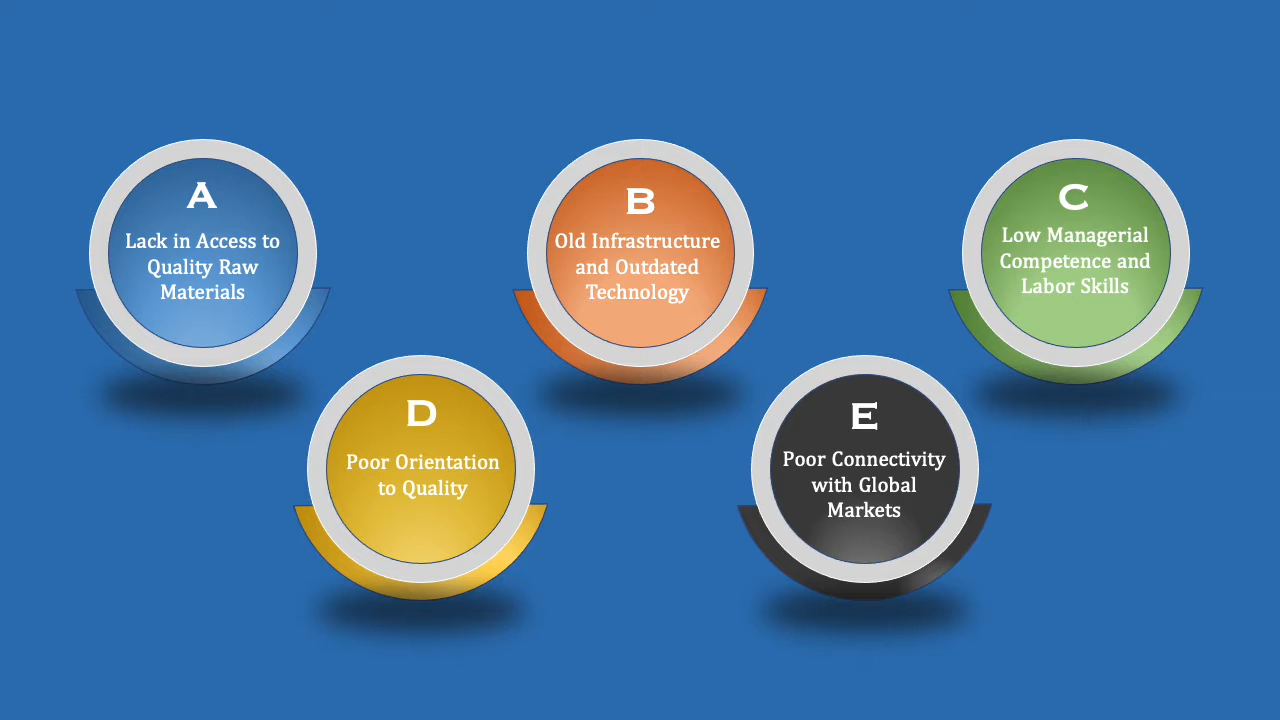 A
Lack in Access to
Quality Raw
Materials
B
Old Infrastructure
and Outdated
Technology
C
Low Managerial
Competence and
Labor Skills
D
Poor Orientation
to Quality
E
Poor Connectivity
with Global
Markets